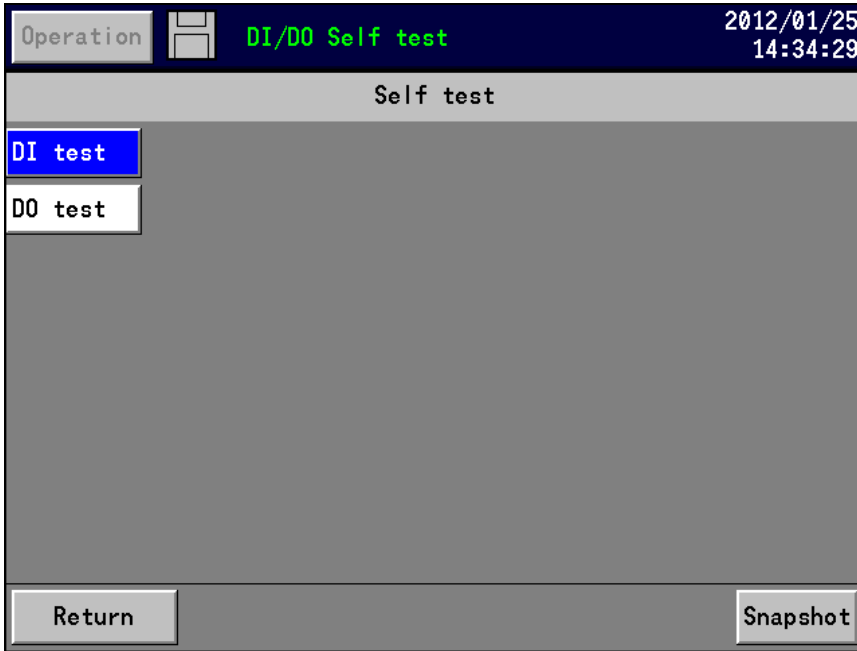 Operation
DI/DO Self test
2012/01/25
14:34:29
Self test
DI test
DO test
Return
Snapshot